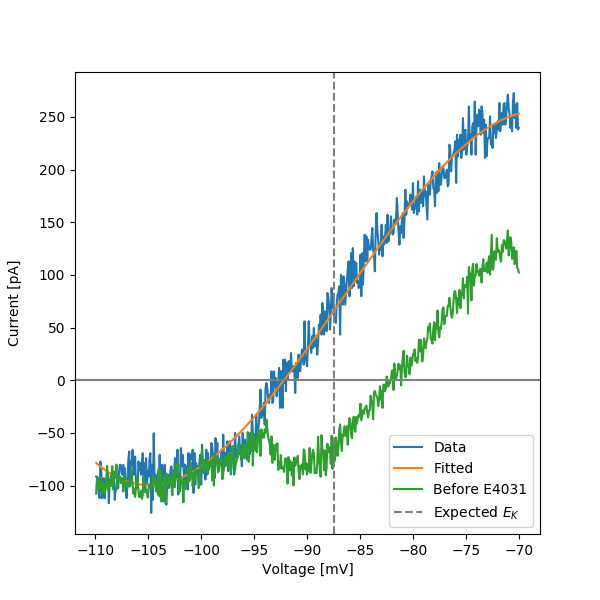 250
200
150
100
50
0
−50
−100
Current [pA]
−110 −105 −100 −95 −90 −85 −80 −75 −70
Voltage [mV]
Data
Fitted
Before E4031
Expected E_K